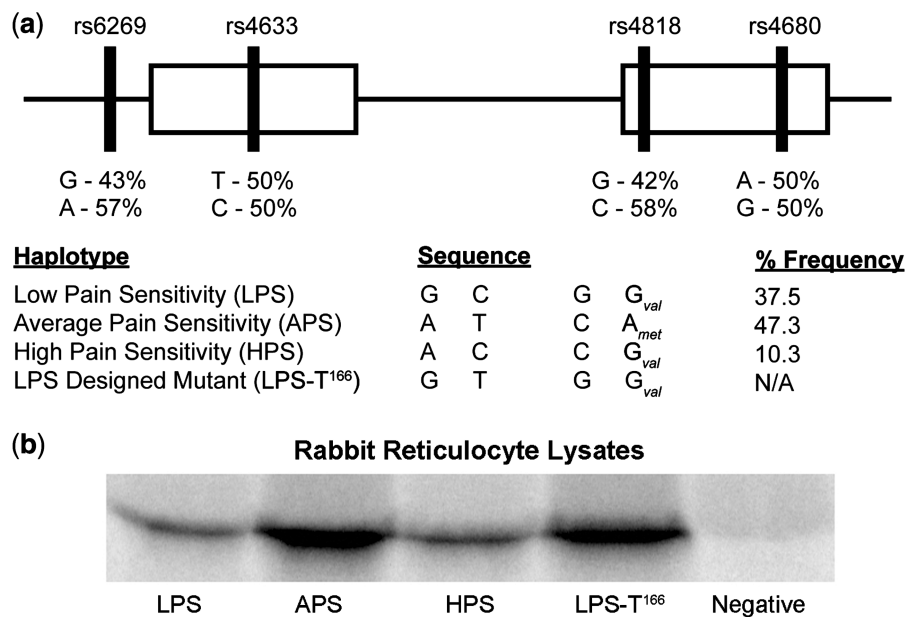 (a)
rs6269 rs4633 rs4818 rs4680
G - 43% T - 50% G - 42% A - 50%
A - 57% C - 50% C - 58% G - 50%
Haplotype Sequence % Frequency
Low Pain Sensitivity (LPS) G C G Gval 37.5
Average Pain Sensitivity (APS) A T C Amet 47.3
High Pain Sensitivity (HPS) A C C Gval 10.3
LPS Designed Mutant (LPS-T166) G T G Gval N/A
(b)
Rabbit Reticulocyte Lysates
LPS APS HPS LPS-T166 Negative